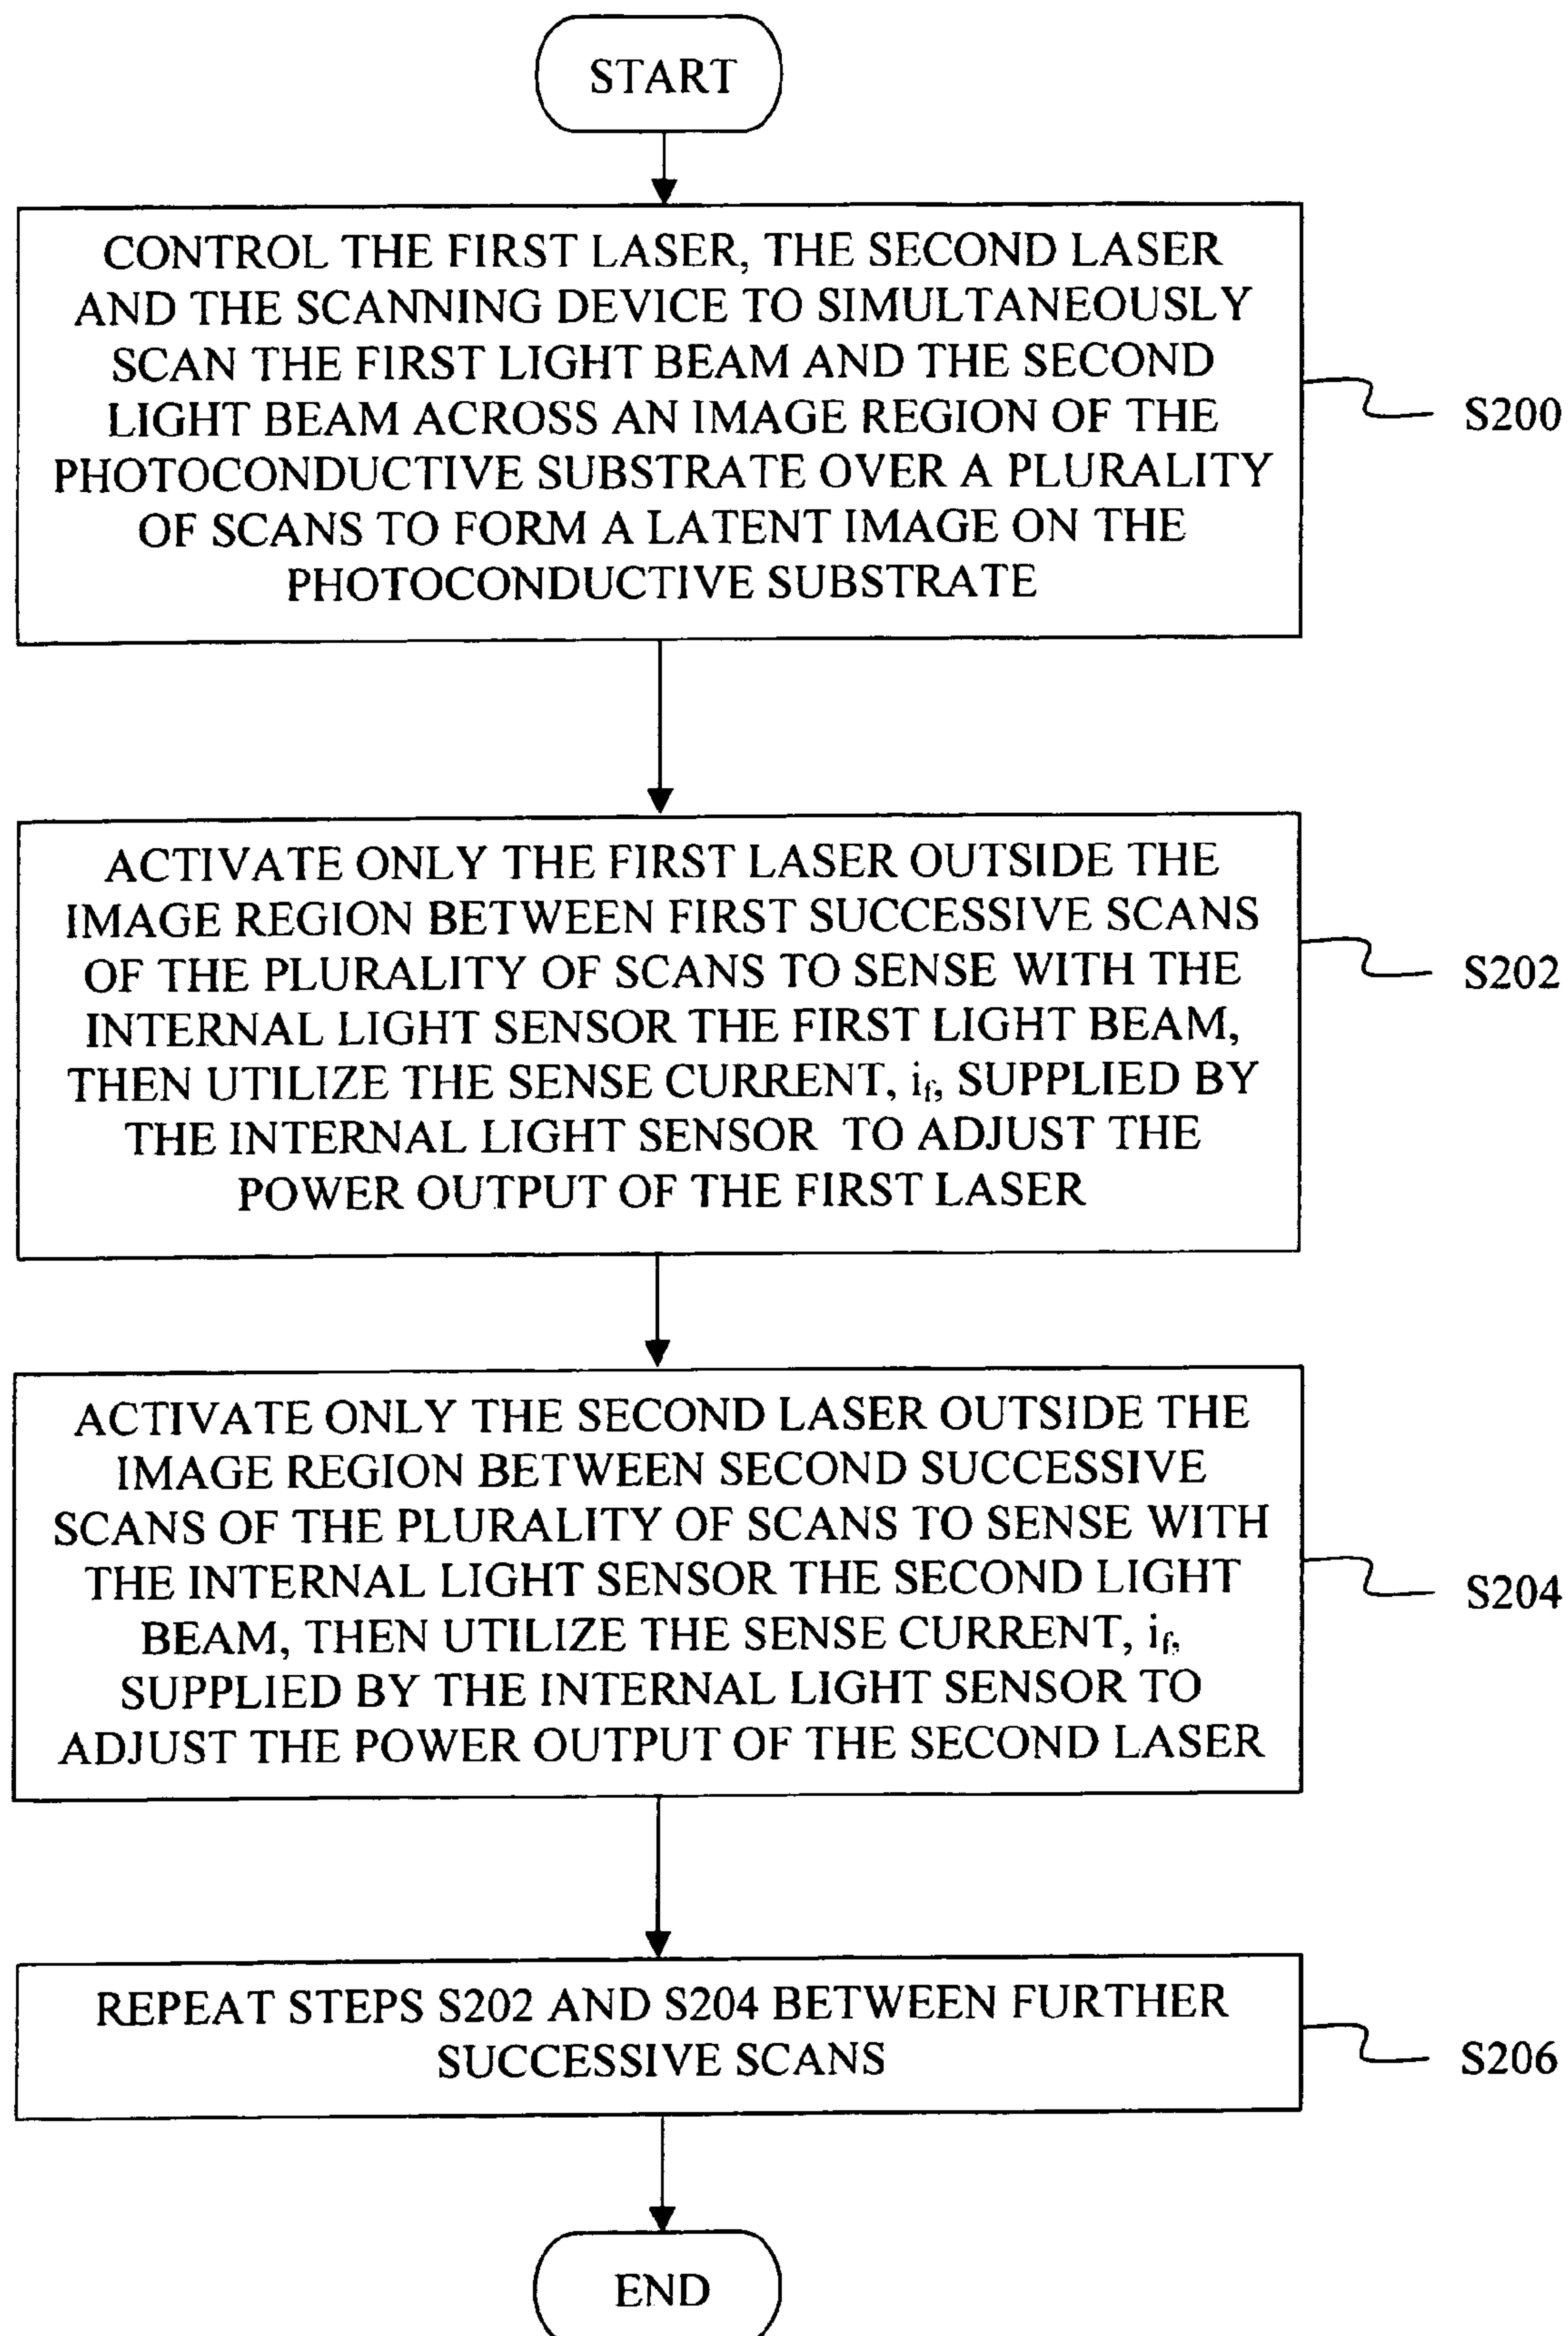 START
CONTROL THE FIRST LASER, THE SECOND LASER
AND THE SCANNING DEVICE TO SIMULTANEOUSLY
SCAN THE FIRST LIGHT BEAM AND THE SECOND
LIGHT BEAM ACROSS AN IMAGE REGION OF THE
PHOTOCONDUCTIVE SUBSTRATE OVER A PLURALITY
OF SCANS TO FORM A LATENT IMAGE ON THE
PHOTOCONDUCTIVE SUBSTRATE
S200
ACTIVATE ONLY THE FIRST LASER OUTSIDE THE
IMAGE REGION BETWEEN FIRST SUCCESSIVE SCANS
OF THE PLURALITY OF SCANS TO SENSE WITH THE
INTERNAL LIGHT SENSOR THE FIRST LIGHT BEAM,
THEN UTILIZE THE SENSE CURRENT, if, SUPPLIED BY
THE INTERNAL LIGHT SENSOR TO ADJUST THE
POWER OUTPUT OF THE FIRST LASER
S202
ACTIVATE ONLY THE SECOND LASER OUTSIDE THE
IMAGE REGION BETWEEN SECOND SUCCESSIVE
SCANS OF THE PLURALITY OF SCANS TO SENSE WITH
THE INTERNAL LIGHT SENSOR THE SECOND LIGHT
BEAM, THEN UTILIZE THE SENSE CURRENT, if,
SUPPLIED BY THE INTERNAL LIGHT SENSOR TO
ADJUST THE POWER OUTPUT OF THE SECOND LASER
S204
REPEAT STEPS S202 AND S204 BETWEEN FURTHER
SUCCESSIVE SCANS
S206
END